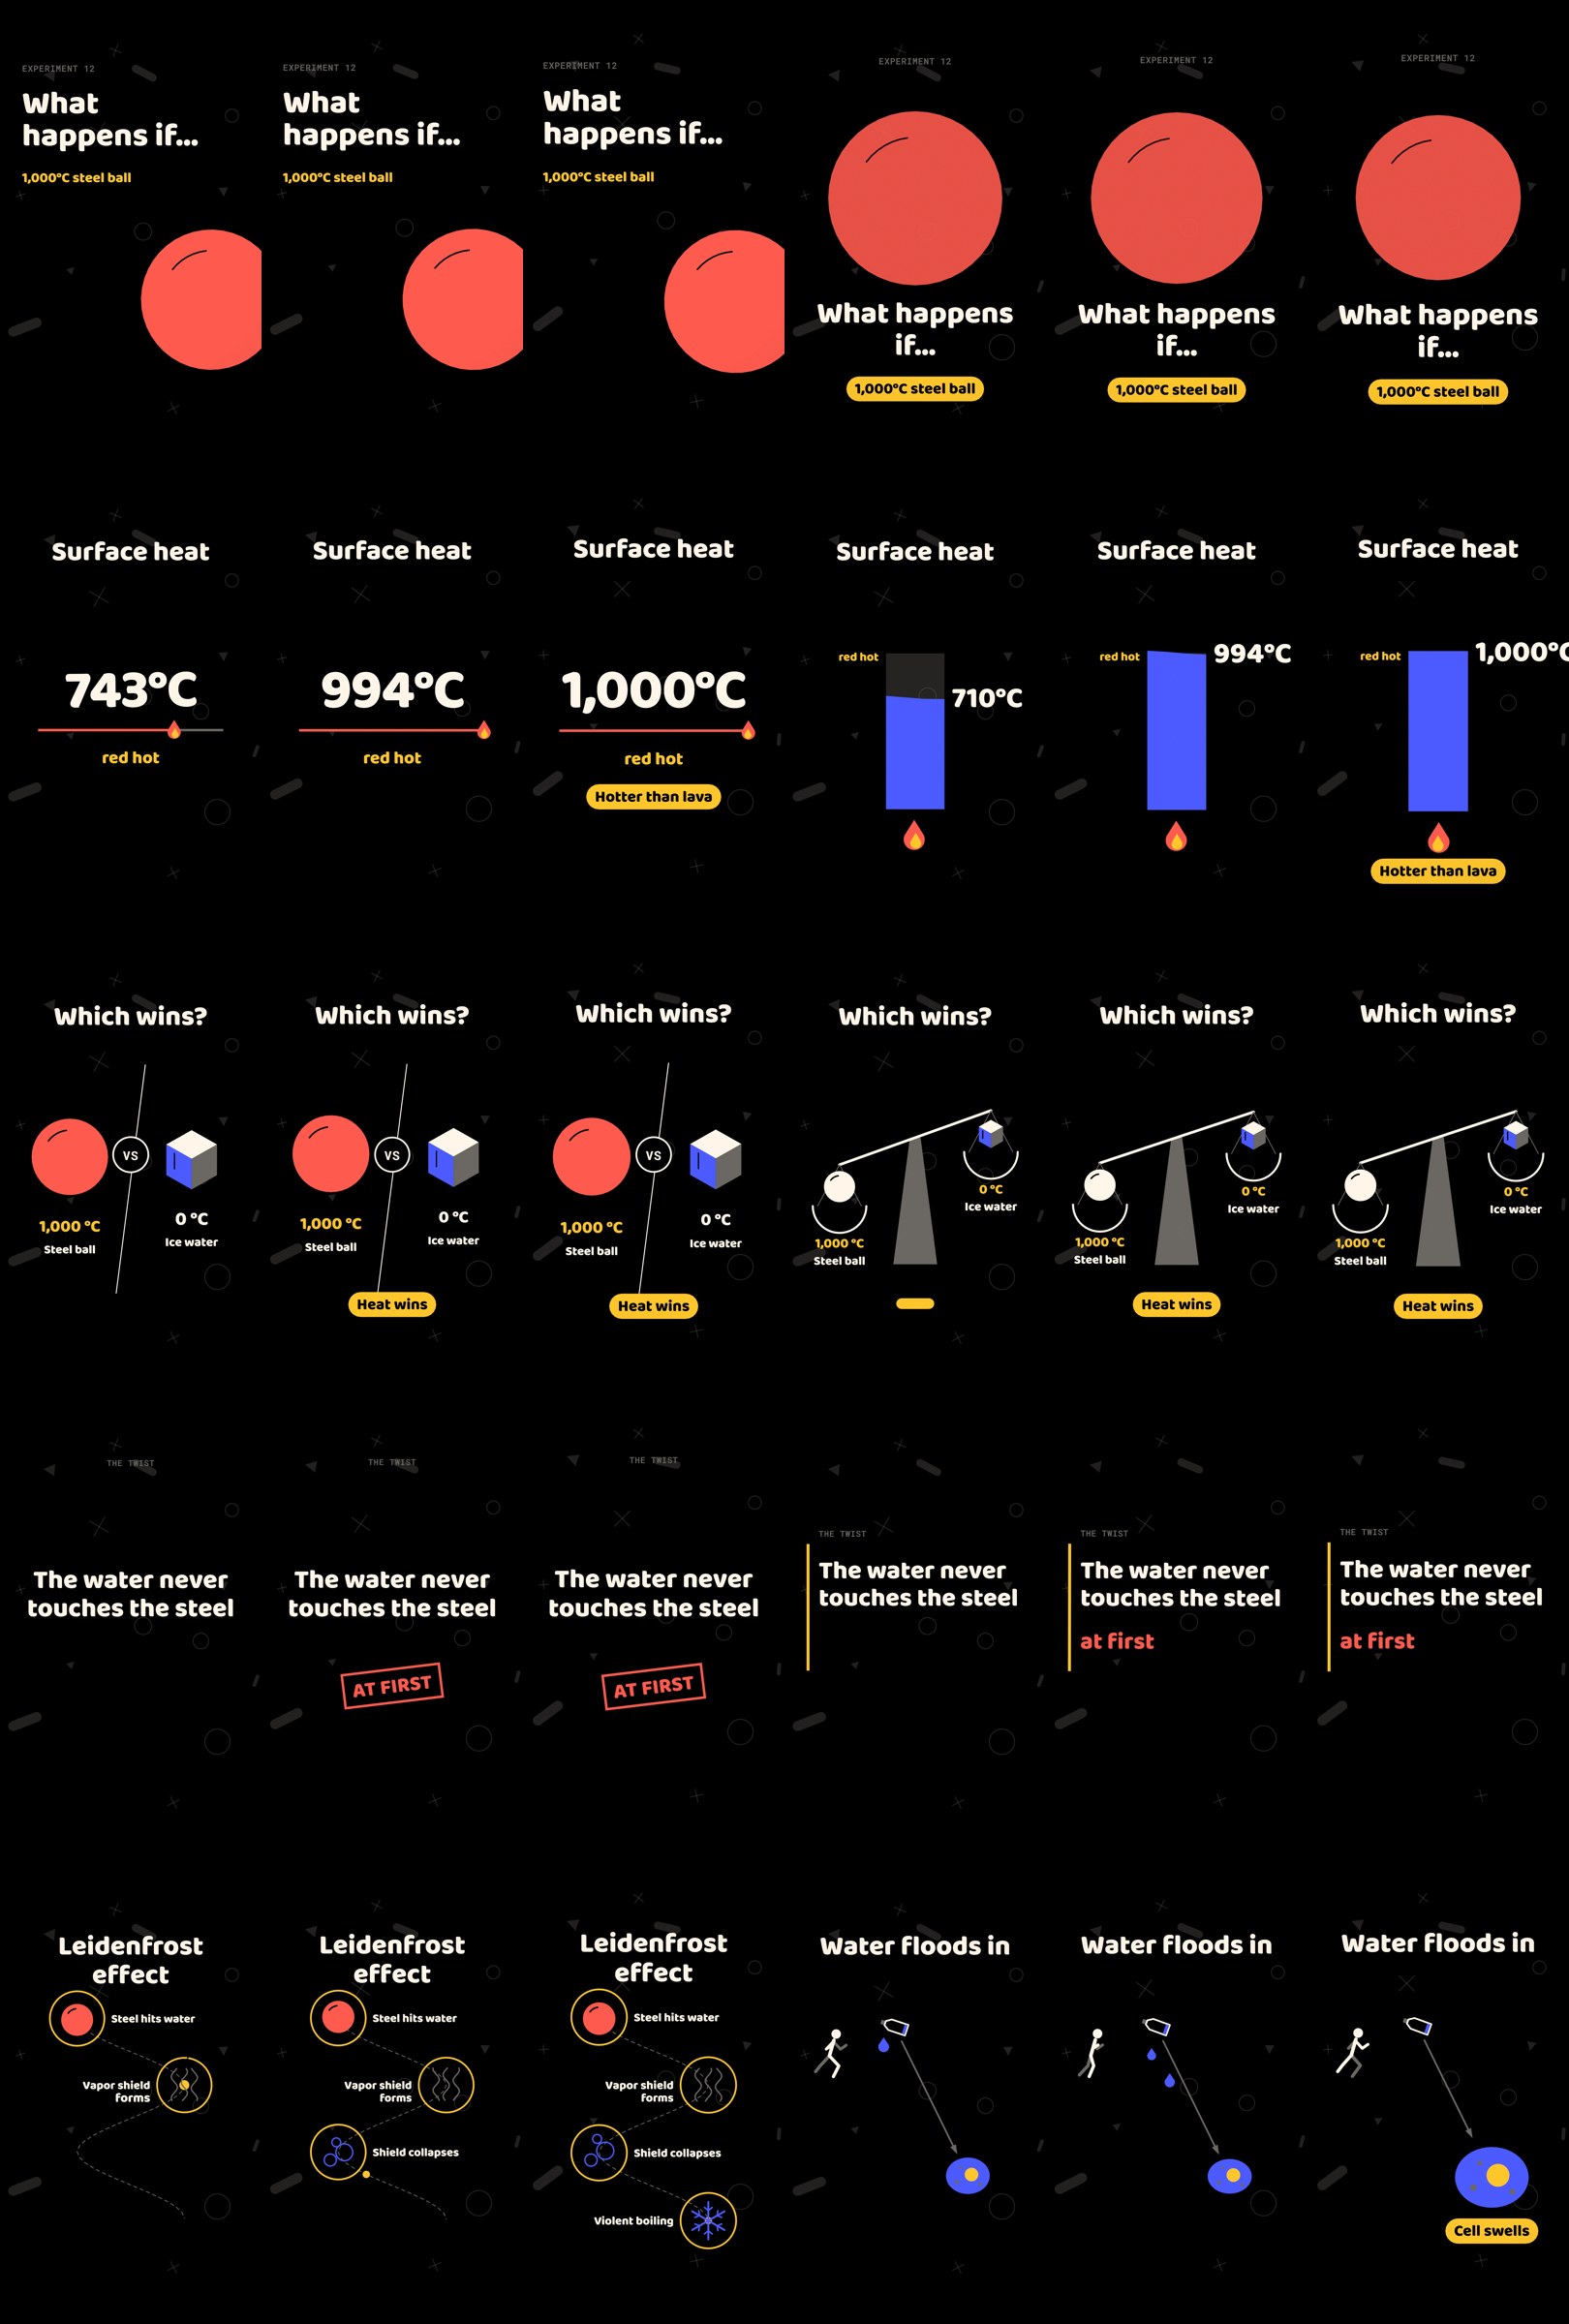 EXPERIMENT 12
What
happens if...
1,000°C steel ball
EXPERIMENT 12
What
happens if...
1,000°C steel ball
EXPERIMENT 12
What
happens if...
1,000°C steel ball
EXPERIMENT 12
What happens
if...
1,000°C steel ball
EXPERIMENT 12
What happens
if...
1,000°C steel ball
EXPERIMENT 12
What happens
if...
1,000°C steel ball
Surface heat
743°C
red hot
Surface heat
994°C
red hot
Surface heat
1,000°C
red hot
Hotter than lava
Surface heat
red hot
710°C
Surface heat
red hot
994°C
Surface heat
red hot
1,000°C
Hotter than lava
Which wins?
VS
1,000 °C
Steel ball
0 °C
Ice water
Which wins?
VS
1,000 °C
Steel ball
0 °C
Ice water
Heat wins
Which wins?
VS
1,000 °C
Steel ball
0 °C
Ice water
Heat wins
Which wins?
0 °C
Ice water
1,000 °C
Steel ball
Which wins?
0 °C
Ice water
1,000 °C
Steel ball
Heat wins
Which wins?
0 °C
Ice water
1,000 °C
Steel ball
Heat wins
THE TWIST
The water never
touches the steel
THE TWIST
The water never
touches the steel
AT FIRST
THE TWIST
The water never
touches the steel
AT FIRST
THE TWIST
The water never
touches the steel
THE TWIST
The water never
touches the steel
at first
THE TWIST
The water never
touches the steel
at first
Leidenfrost
effect
Steel hits water
Vapor shield
forms
Leidenfrost
effect
Steel hits water
Vapor shield
forms
Shield collapses
Leidenfrost
effect
Steel hits water
Vapor shield
forms
Shield collapses
Violent boiling
Water floods in
Water floods in
Water floods in
Cell swells